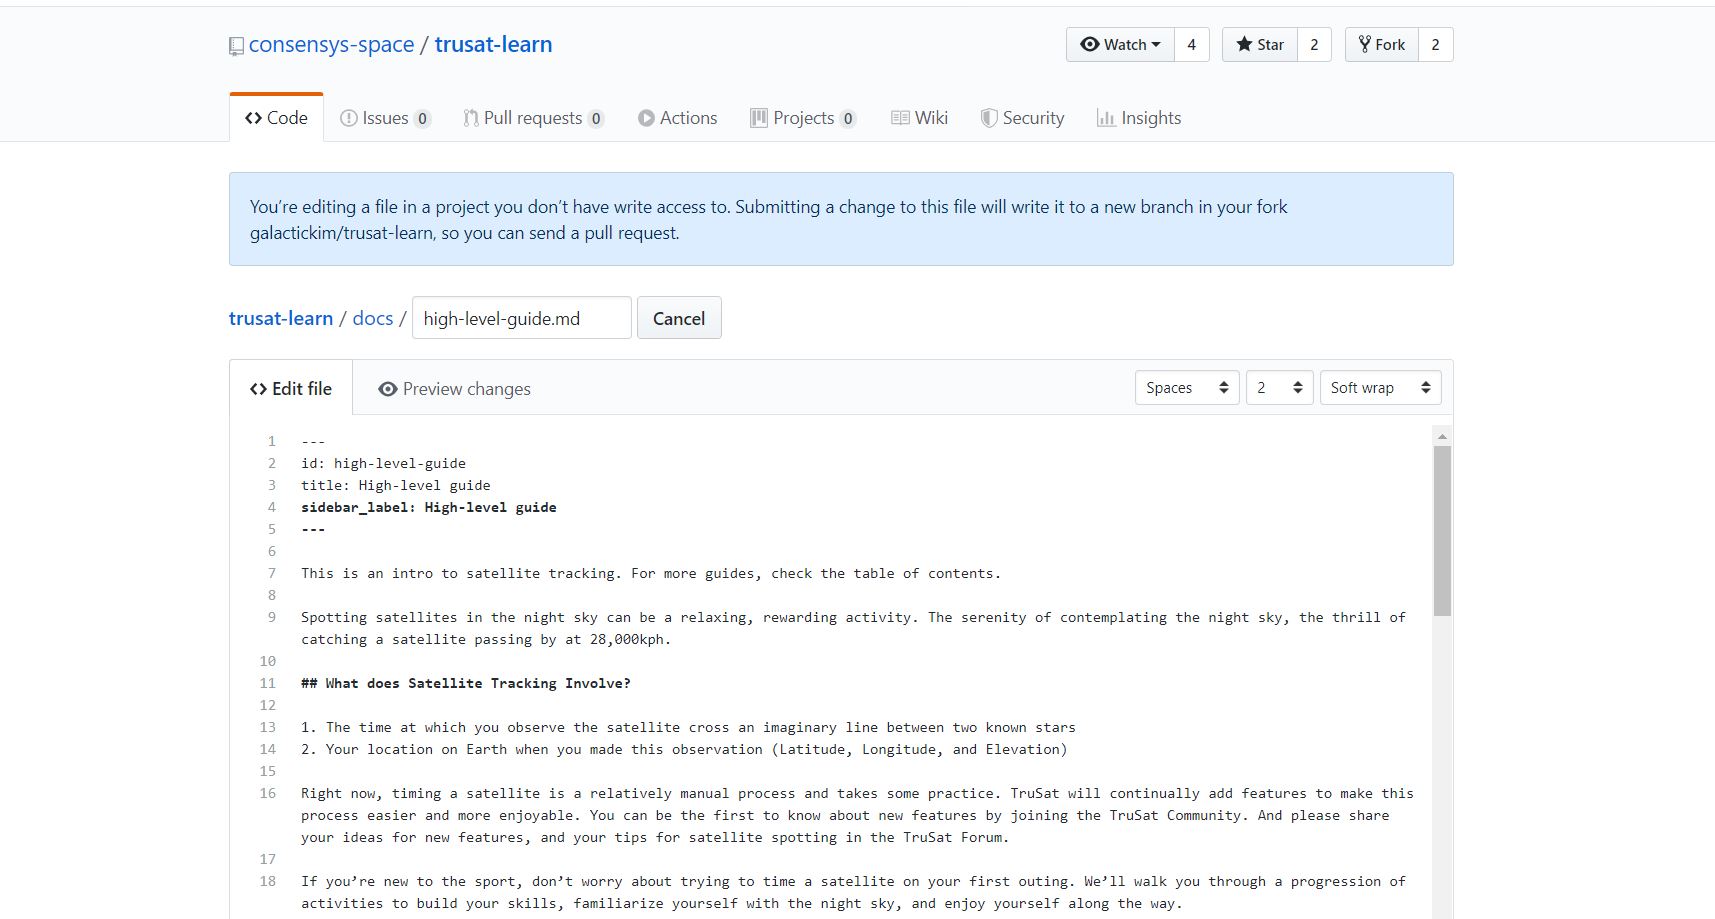 consensys-space / trusat-learn
Watch 4 Star 2 Fork 2
Code Issues 0 Pull requests 0 Actions Projects 0 Wiki Security Insights
You’re editing a file in a project you don’t have write access to. Submitting a change to this file will write it to a new branch in your fork
galactickim/trusat-learn, so you can send a pull request.
trusat-learn / docs / high-level-guide.md Cancel
Edit file Preview changes Spaces 2 Soft wrap
1 ---
2 id: high-level-guide
3 title: High-level guide
4 sidebar_label: High-level guide
5 ---
6
7 This is an intro to satellite tracking. For more guides, check the table of contents.
8
9 Spotting satellites in the night sky can be a relaxing, rewarding activity. The serenity of contemplating the night sky, the thrill of
catching a satellite passing by at 28,000kph.
10
11 ## What does Satellite Tracking Involve?
12
13 1. The time at which you observe the satellite cross an imaginary line between two known stars
14 2. Your location on Earth when you made this observation (Latitude, Longitude, and Elevation)
15
16 Right now, timing a satellite is a relatively manual process and takes some practice. TruSat will continually add features to make this
process easier and more enjoyable. You can be the first to know about new features by joining the TruSat Community. And please share
your ideas for new features, and your tips for satellite spotting in the TruSat Forum.
17
18 If you’re new to the sport, don’t worry about trying to time a satellite on your first outing. We’ll walk you through a progression of
activities to build your skills, familiarize yourself with the night sky, and enjoy yourself along the way.